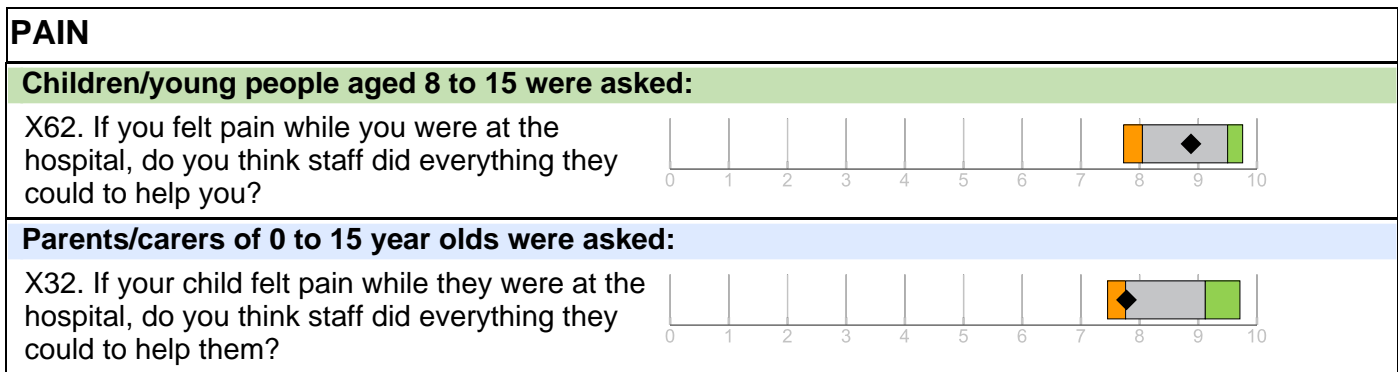 PAIN
Children/young people aged 8 to 15 were asked:
X62. If you felt pain while you were at the
hospital, do you think staff did everything they
could to help you?
0 1 2 3 4 5 6 7 8 9 10
Parents/carers of 0 to 15 year olds were asked:
X32. If your child felt pain while they were at the
hospital, do you think staff did everything they
could to help them?
0 1 2 3 4 5 6 7 8 9 10